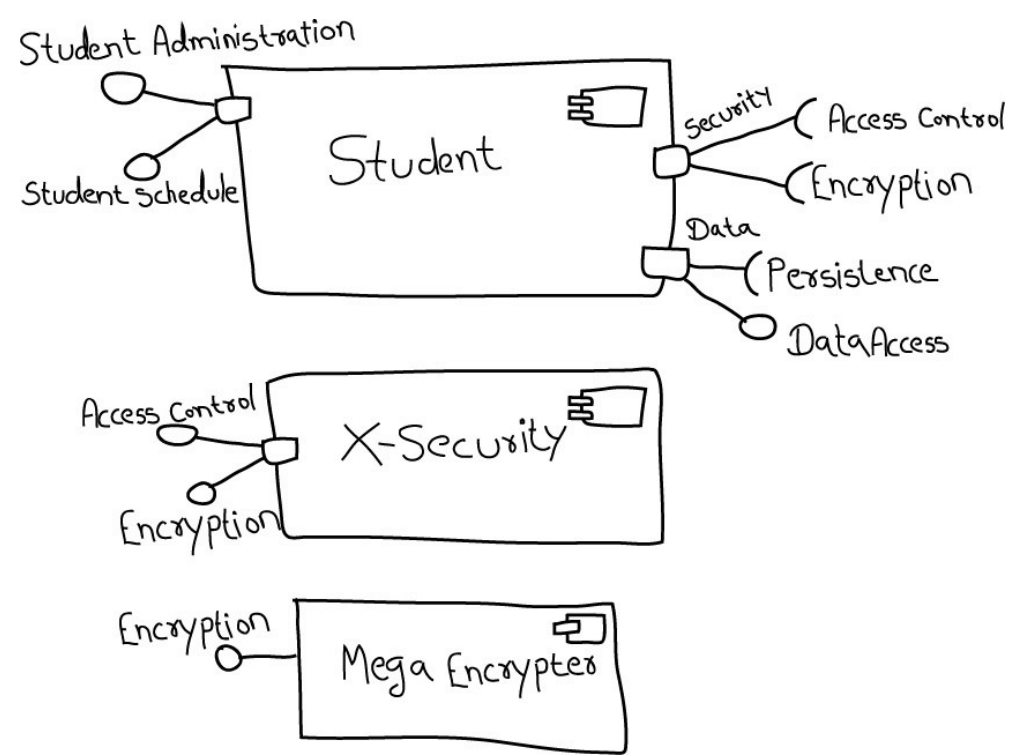 Student Administration
Student Schedule
Student
Security
Access Control
Encryption
Data
Persistence
DataAccess
Access Control
Encryption
X-Security
Encryption
Mega Encrypter